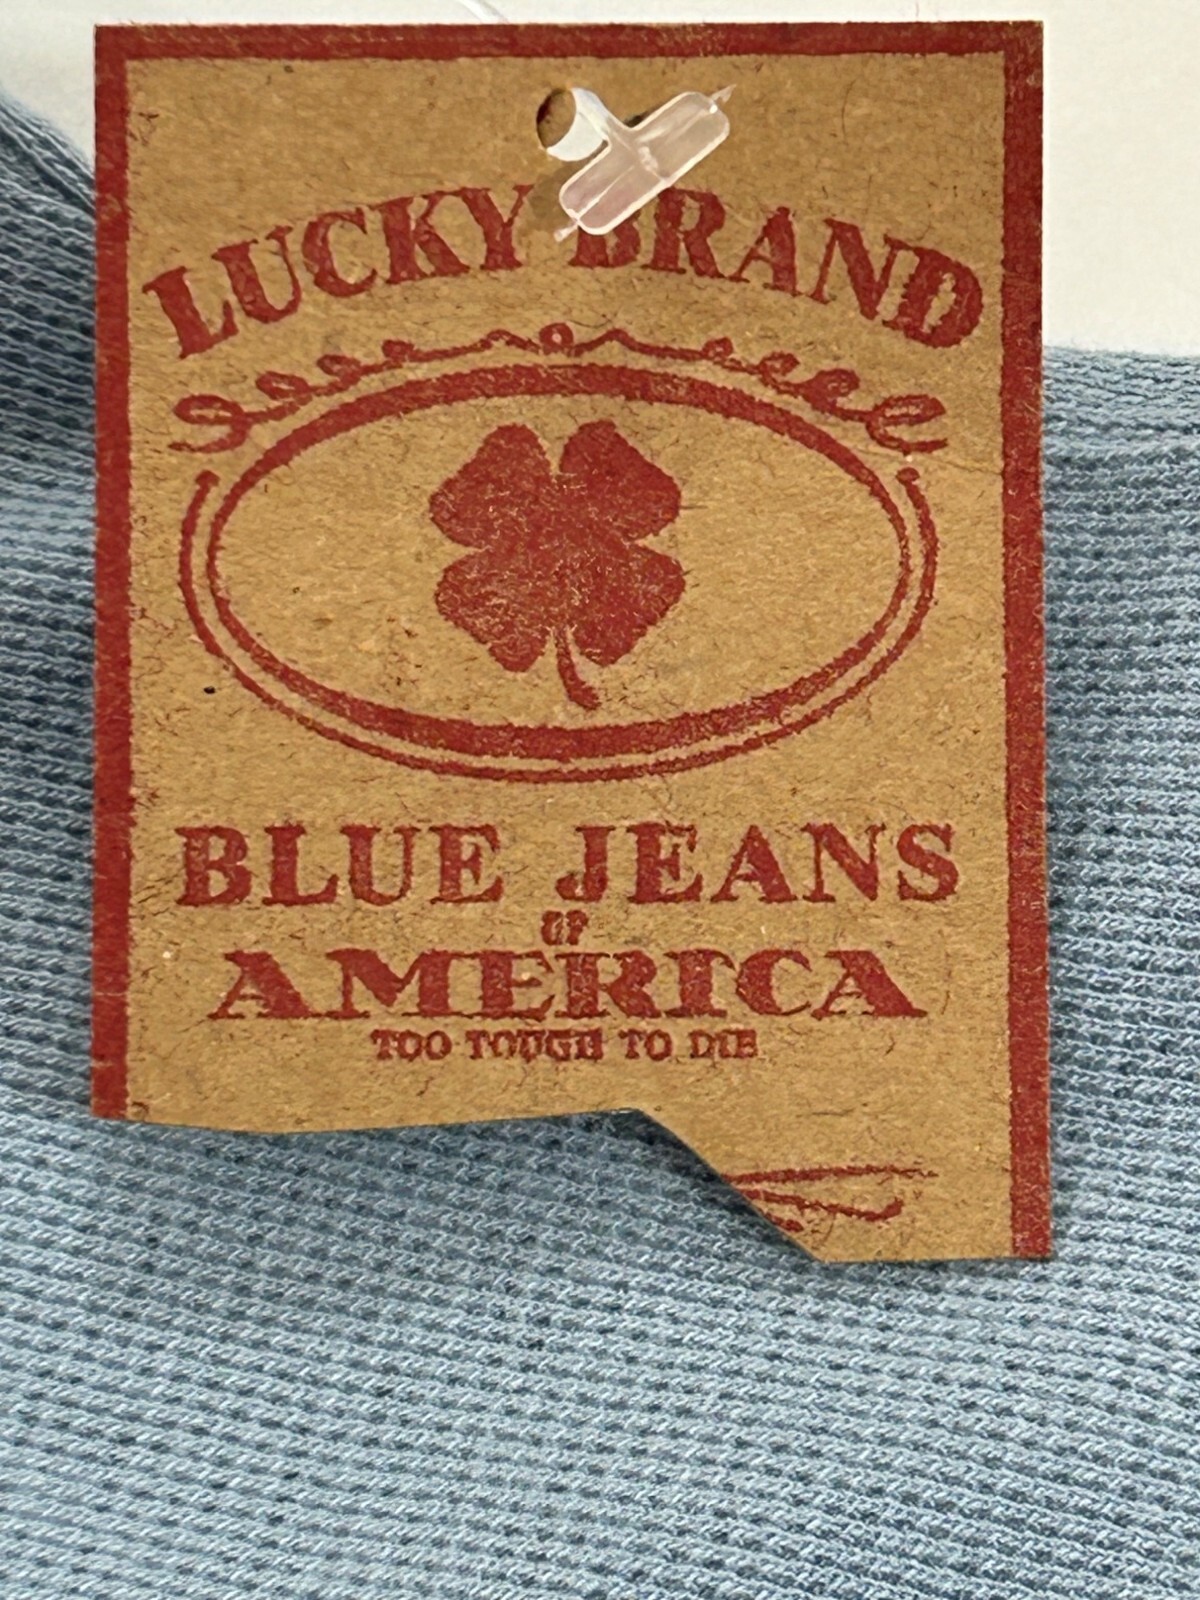 LUCKY BRAND
BLUE JEANS
OF
AMERICA
TOO TOUGH TO DIE